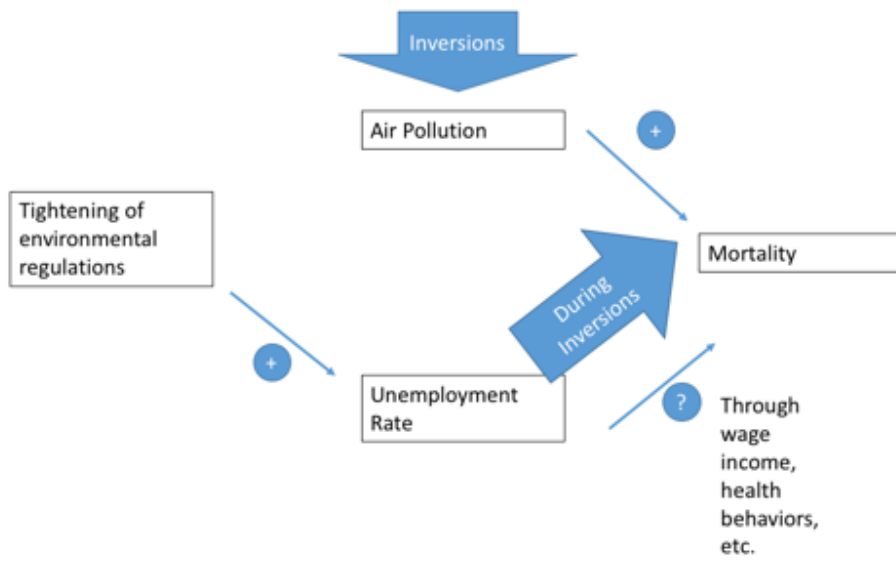 Inversions
Air Pollution
+
Tightening of
environmental
regulations
Mortality
During
Inversions
+
Unemployment
Rate
?
Through
wage
income,
health
behaviors,
etc.